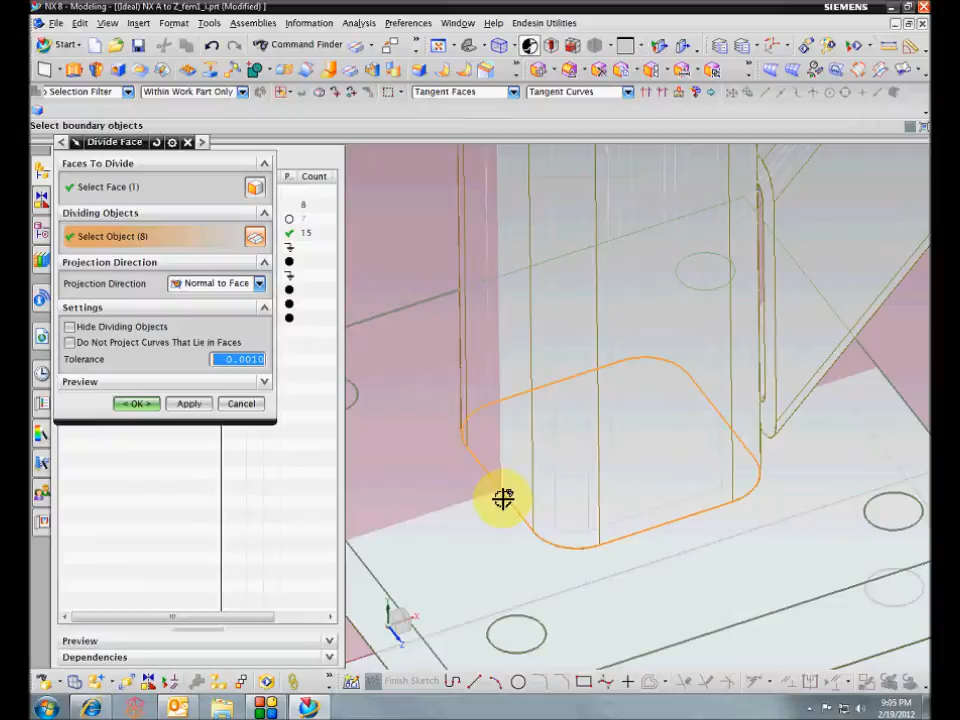 NX 8 - Modeling - [(Ideal) NX A to Z_fem1_i.prt (Modified) ]
SIEMENS
File Edit View Insert Format Tools Assemblies Information Analysis Preferences Window Help Endesin Utilities
Start Command Finder
o Selection Filter Within Work Part Only Tangent Faces Tangent Curves
Select boundary objects
Divide Face
Faces To Divide
Select Face (1)
Dividing Objects
Select Object (8)
Projection Direction
Projection Direction Normal to Face
Settings
Hide Dividing Objects
Do Not Project Curves That Lie in Faces
Tolerance 0.0010
Preview
< OK > Apply Cancel
P.. Count
8
7
15
X
Z
Preview
Dependencies
Finish Sketch
9:05 PM
2/19/2012